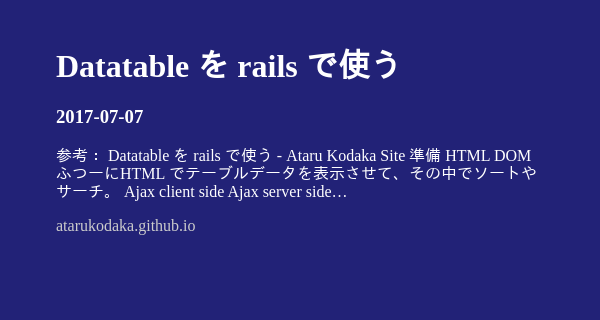 Datatable を rails で使う
2017-07-07
参考： Datatable を rails で使う - Ataru Kodaka Site 準備 HTML DOM
ふつーにHTML でテーブルデータを表示させて、その中でソートや
サーチ。 Ajax client side Ajax server side…
atarukodaka.github.io